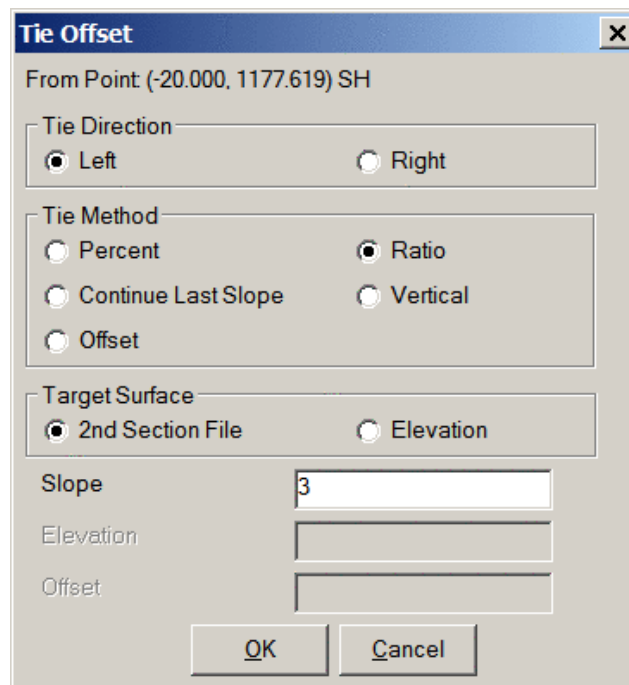 Tie Offset
From Point: (-20.000, 1177.619) SH
Tie Direction
Left Right
Tie Method
Percent Ratio
Continue Last Slope Vertical
Offset
Target Surface
2nd Section File Elevation
Slope 3
Elevation
Offset
OK Cancel